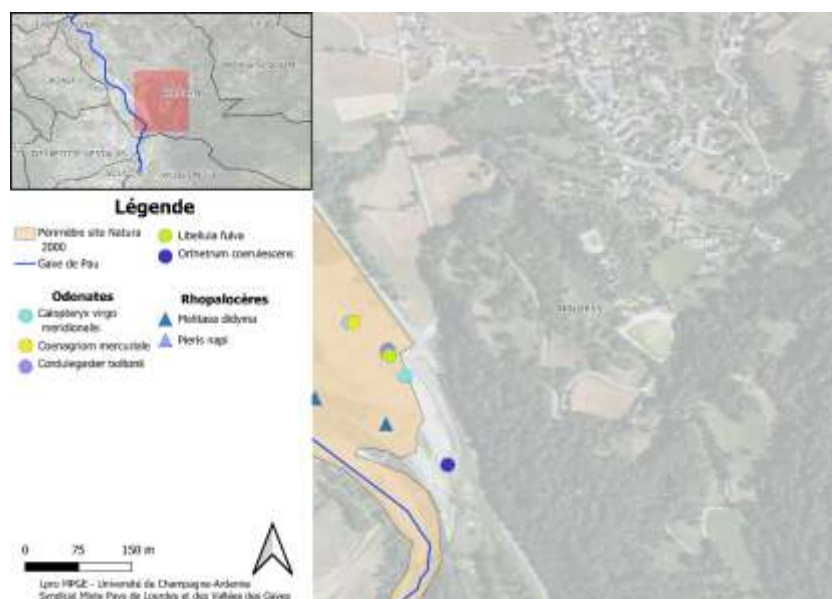 Légende
Périmètre site Natura
2000
Gave de Pau
Libellula fulva
Orthetrum coerulescens
Odonates
Calopteryx virgo
meridionalis
Coenagrion mercuriale
Cordulegaster boltonii
Rhopalocères
Melitaea didyma
Pieris napi
0 75 150 m
Lpro MPGE - Université de Champagne-Ardenne
Syndicat Mixte Pays de Lourdes et des Vallées des Gaves